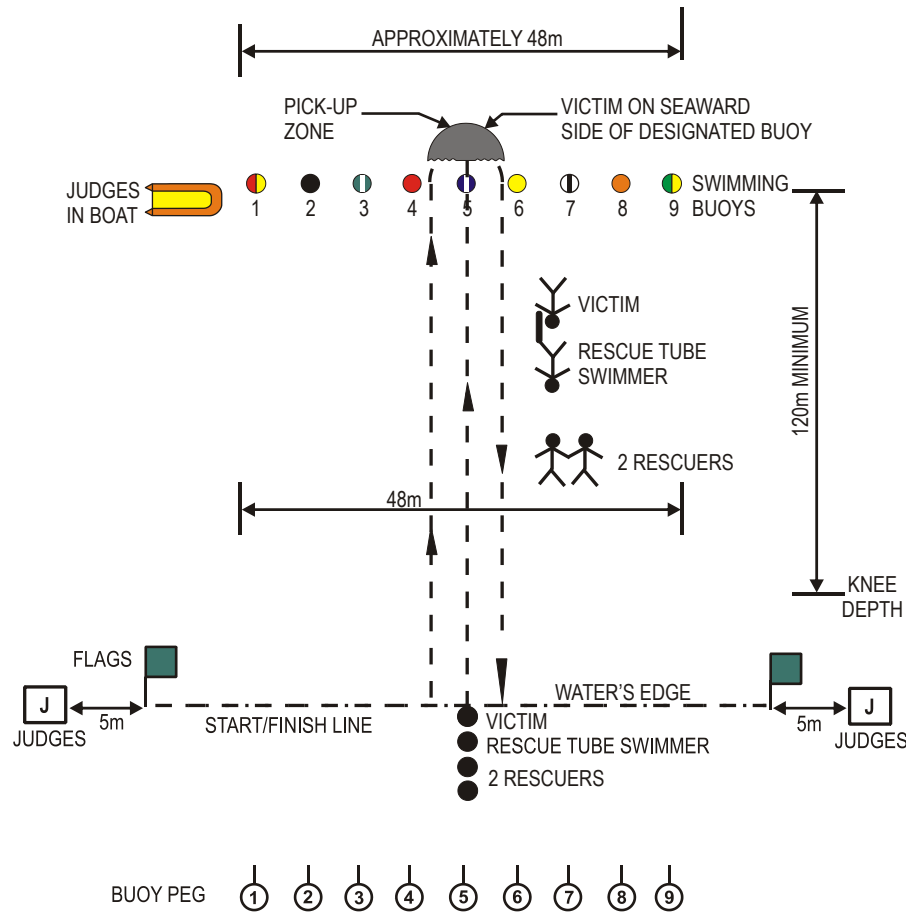 APPROXIMATELY 48m
PICK-UP
ZONE
VICTIM ON SEAWARD
SIDE OF DESIGNATED BUOY
JUDGES
IN BOAT
1 2 3 4 5 6 7 8 9
SWIMMING
BUOYS
VICTIM
RESCUE TUBE
SWIMMER
120m MINIMUM
2 RESCUERS
48m
KNEE
DEPTH
FLAGS
J
JUDGES
5m
START/FINISH LINE
WATER'S EDGE
5m
J
JUDGES
VICTIM
RESCUE TUBE SWIMMER
2 RESCUERS
BUOY PEG 1 2 3 4 5 6 7 8 9